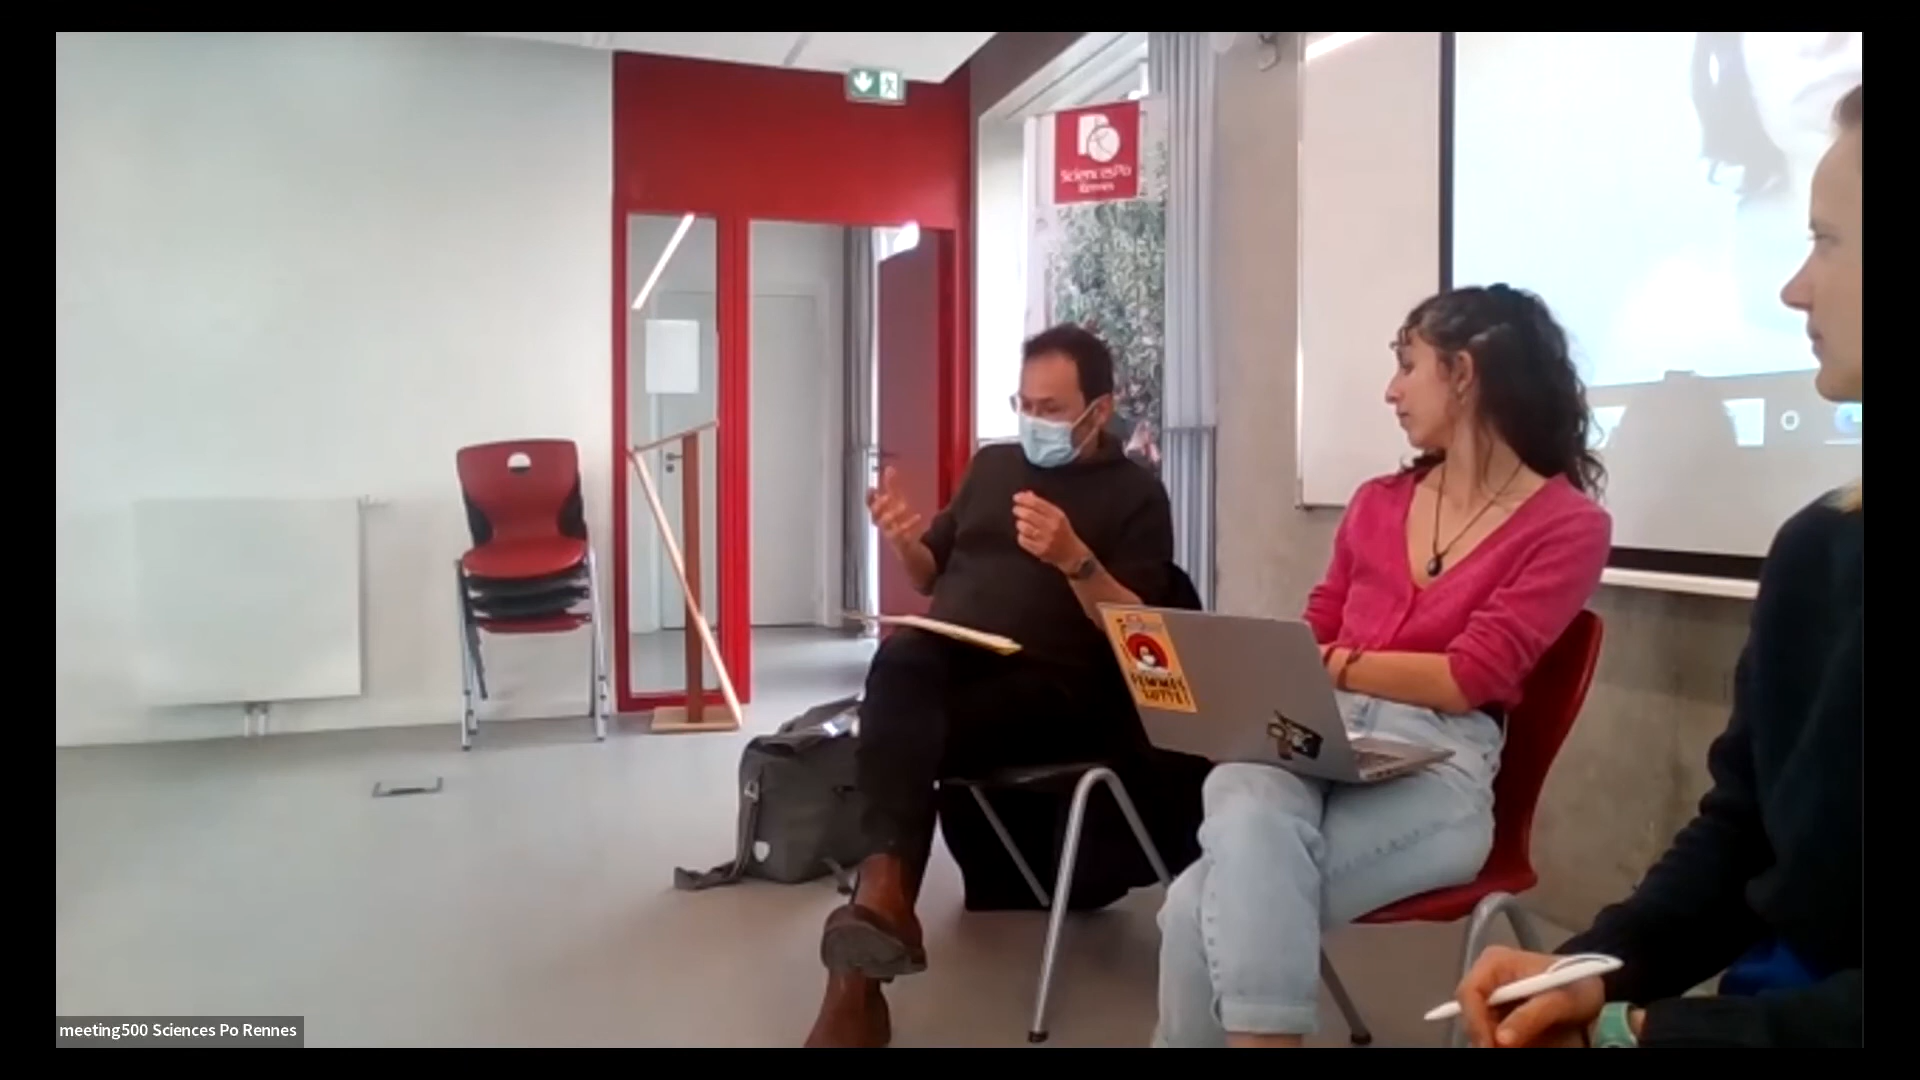 SciencesPo
Rennes
FEMMES
LUTTE
meeting500 Sciences Po Rennes